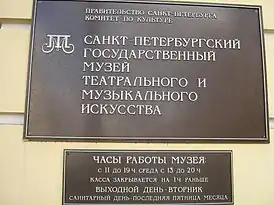 ПРАВИТЕЛЬСТВО САНКТ-ПЕТЕРБУРГА
КОМИТЕТ ПО КУЛЬТУРЕ
САНКТ-ПЕТЕРБУРГСКИЙ
ГОСУДАРСТВЕННЫЙ
МУЗЕЙ
ТЕАТРАЛЬНОГО И
МУЗЫКАЛЬНОГО
ИСКУССТВА
ЧАСЫ РАБОТЫ МУЗЕЯ:
С 11 ДО 19 Ч СРЕДА С 13 ДО 20 Ч
КАССА ЗАКРЫВАЕТСЯ НА 1 Ч РАНЬШЕ
ВЫХОДНОЙ ДЕНЬ-ВТОРНИК
САНИТАРНЫЙ ДЕНЬ-ПОСЛЕДНЯЯ ПЯТНИЦА МЕСЯЦА